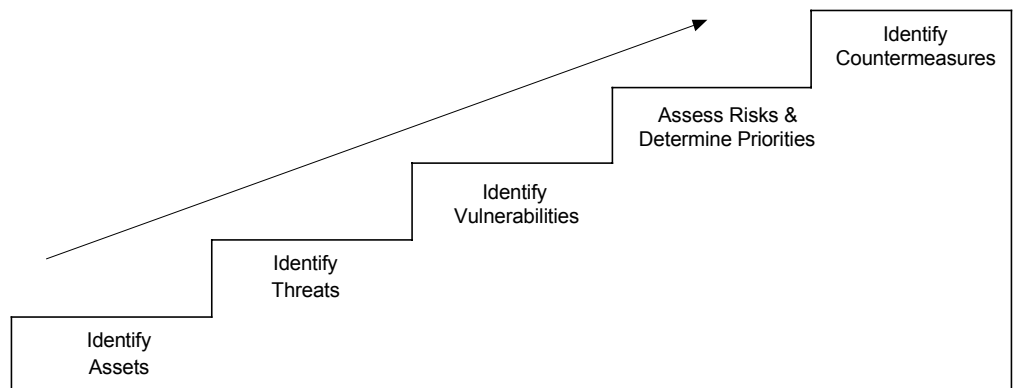 Identify
Countermeasures
Assess Risks &
Determine Priorities
Identify
Vulnerabilities
Identify
Threats
Identify
Assets